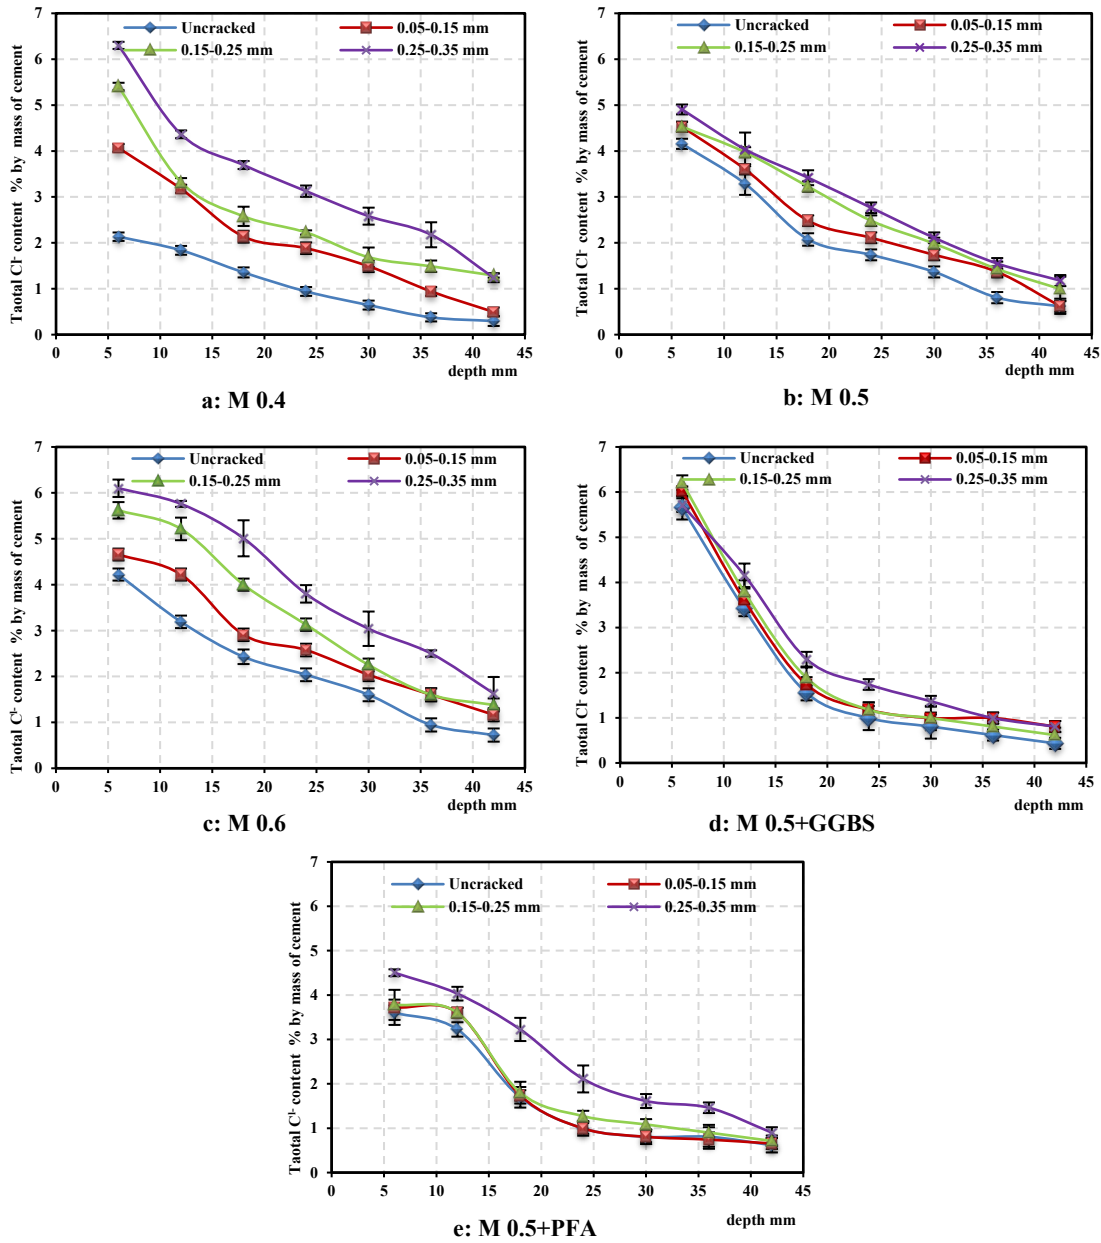 Uncracked
0.05-0.15 mm
0.15-0.25 mm
0.25-0.35 mm
Taotal Cl- content % by mass of cement
7
6
5
4
3
2
1
0
0 5 10 15 20 25 30 35 40 45
depth mm
a: M 0.4
Uncracked
0.05-0.15 mm
0.15-0.25 mm
0.25-0.35 mm
Taotal Cl- content % by mass of cement
7
6
5
4
3
2
1
0
0 5 10 15 20 25 30 35 40 45
depth mm
b: M 0.5
Uncracked
0.05-0.15 mm
0.15-0.25 mm
0.25-0.35 mm
Taotal Cl- content % by mass of cement
7
6
5
4
3
2
1
0
0 5 10 15 20 25 30 35 40 45
depth mm
c: M 0.6
Uncracked
0.05-0.15 mm
0.15-0.25 mm
0.25-0.35 mm
Taotal Cl- content % by mass of cement
7
6
5
4
3
2
1
0
0 5 10 15 20 25 30 35 40 45
depth mm
d: M 0.5+GGBS
Uncracked
0.05-0.15 mm
0.15-0.25 mm
0.25-0.35 mm
Taotal Cl- content % by mass of cement
7
6
5
4
3
2
1
0
0 5 10 15 20 25 30 35 40 45
depth mm
e: M 0.5+PFA